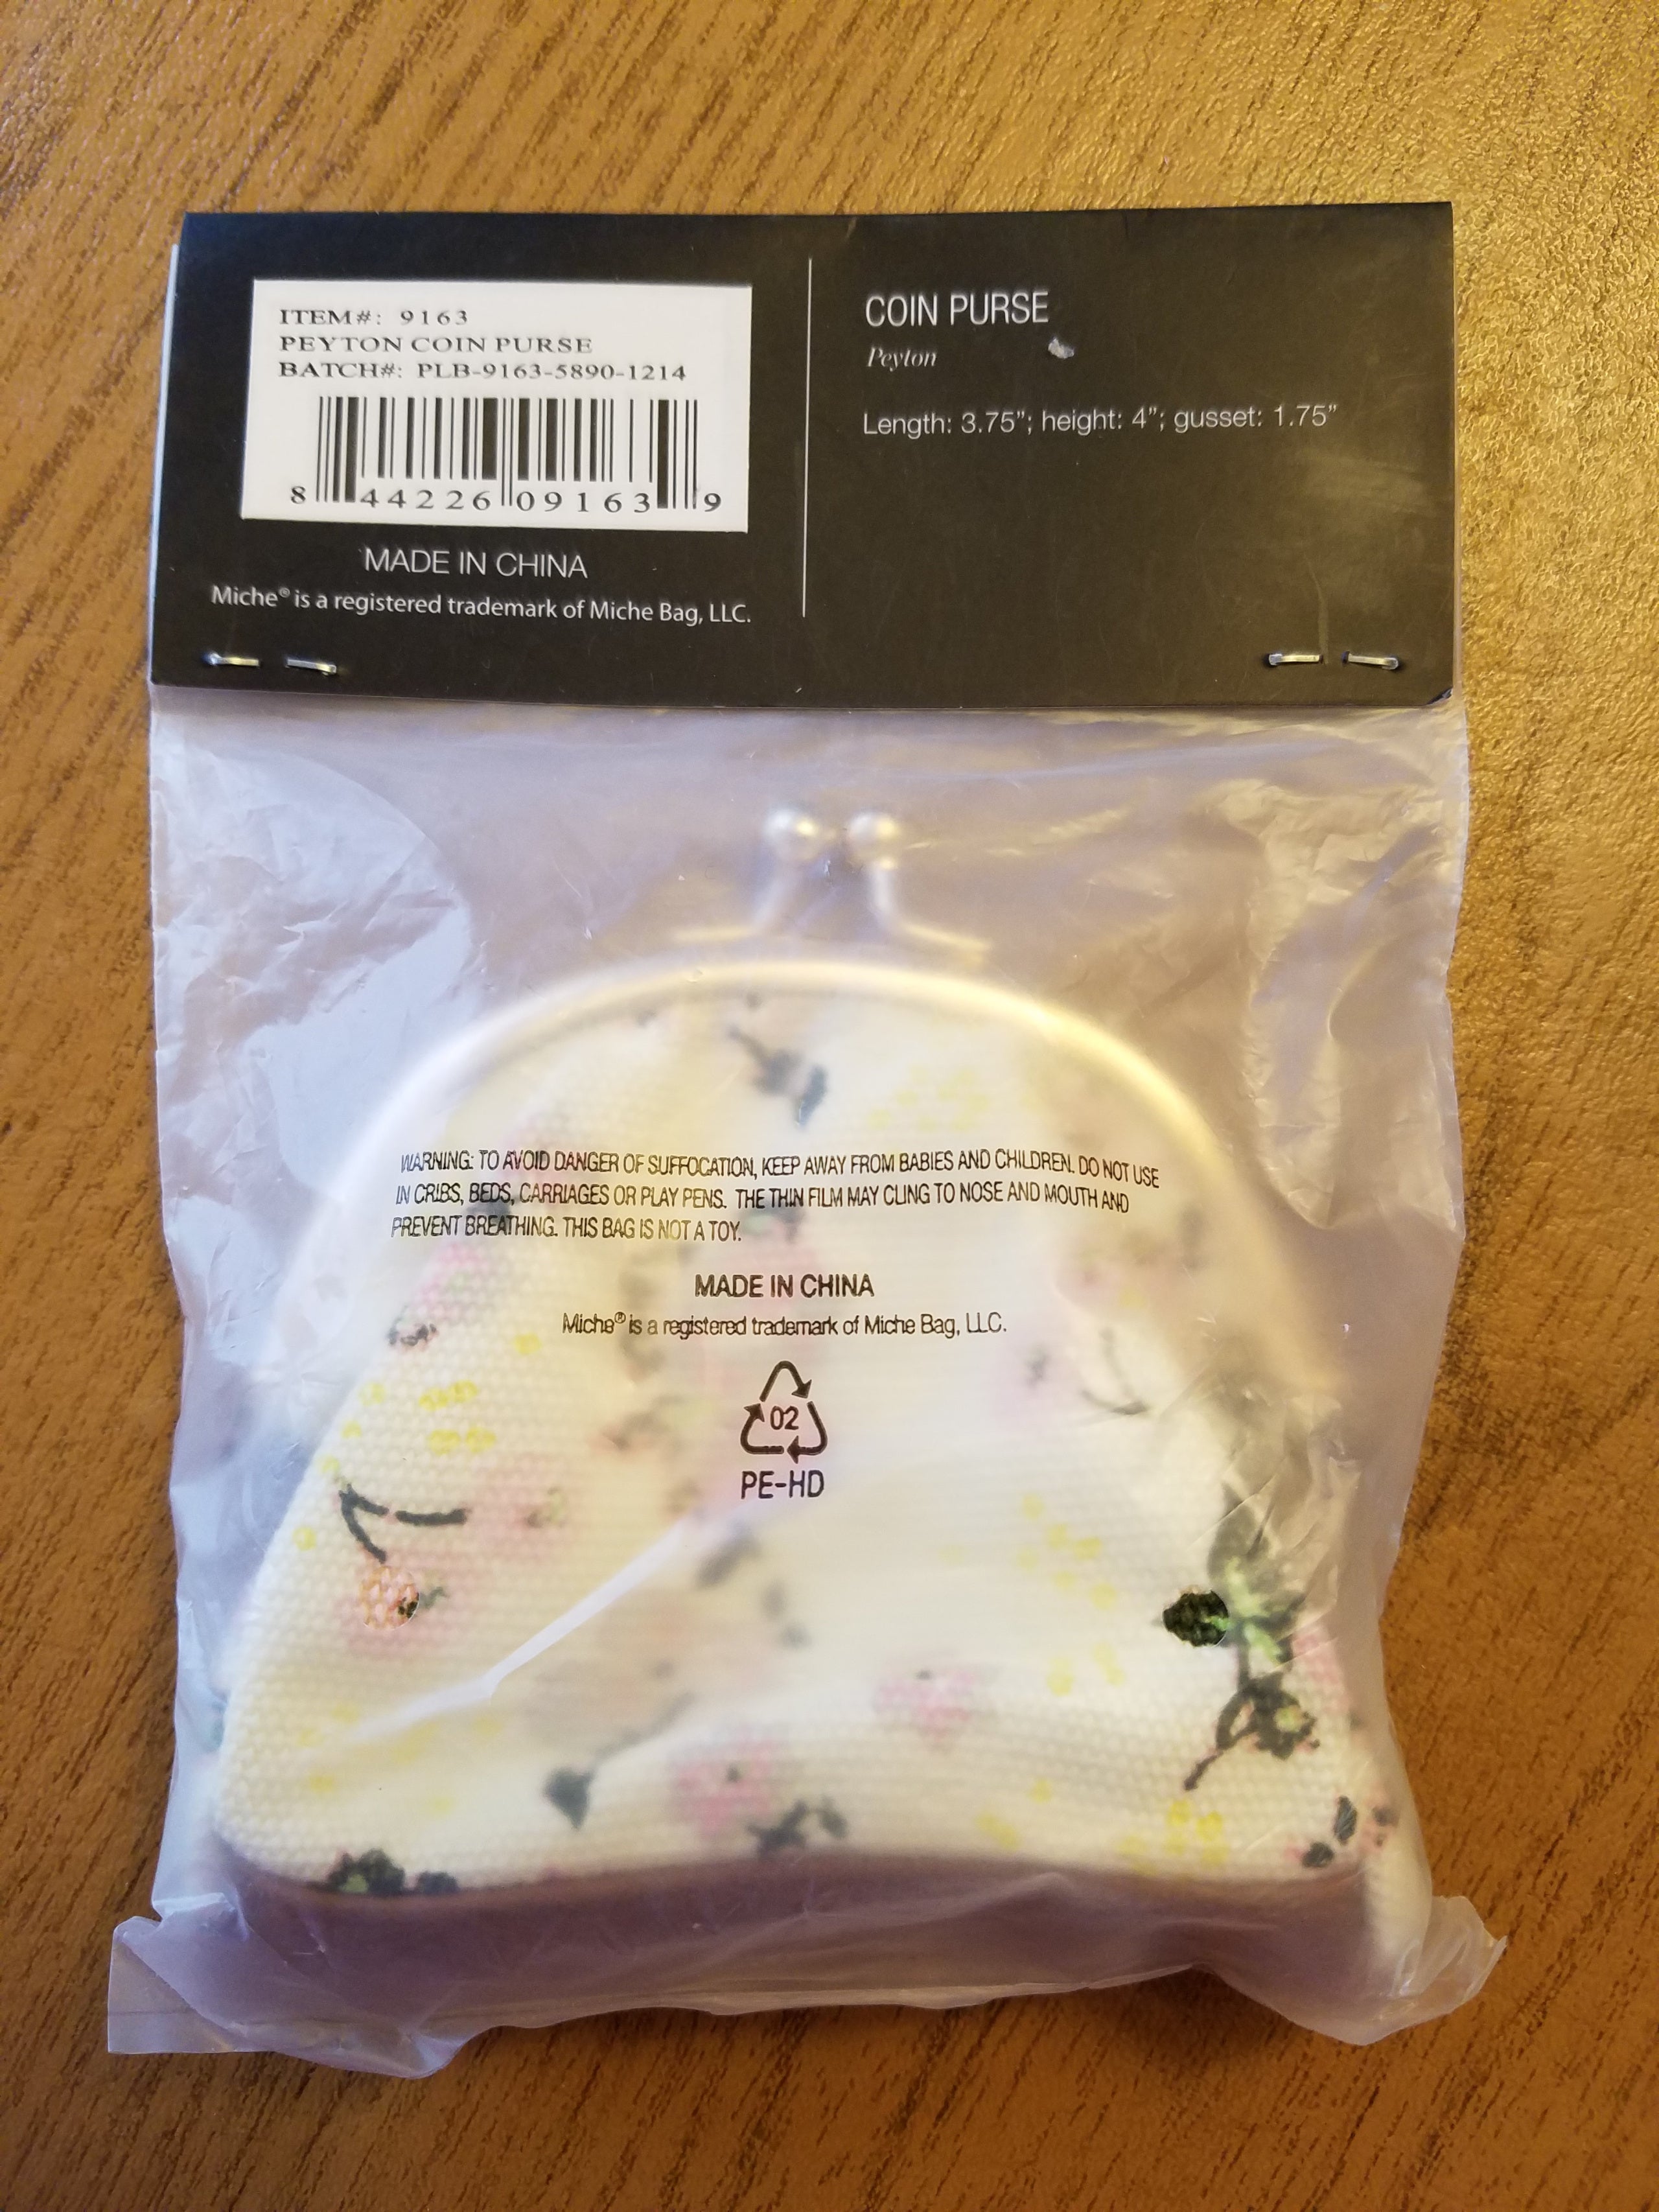 ITEM#: 9163
PEYTON COIN PURSE
BATCH#: PLB-9163-5890-1214
8 44226 09163 9
MADE IN CHINA
Miche® is a registered trademark of Miche Bag, LLC.
COIN PURSE
Peyton
Length: 3.75”; height: 4”; gusset: 1.75”
WARNING: TO AVOID DANGER OF SUFFOCATION, KEEP AWAY FROM BABIES AND CHILDREN. DO NOT USE
IN CRIBS, BEDS, CARRIAGES OR PLAY PENS. THE THIN FILM MAY CLING TO NOSE AND MOUTH AND
PREVENT BREATHING. THIS BAG IS NOT A TOY.
MADE IN CHINA
Miche® is a registered trademark of Miche Bag, LLC.
02
PE-HD